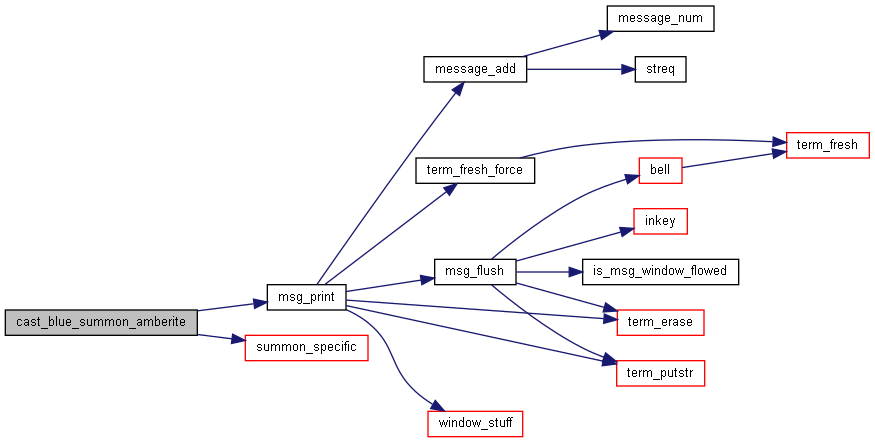 message_num
message_add
streq
term_fresh
term_fresh_force
bell
inkey
msg_flush
is_msg_window_flowed
msg_print
cast_blue_summon_amberite
term_erase
summon_specific
term_putstr
window_stuff